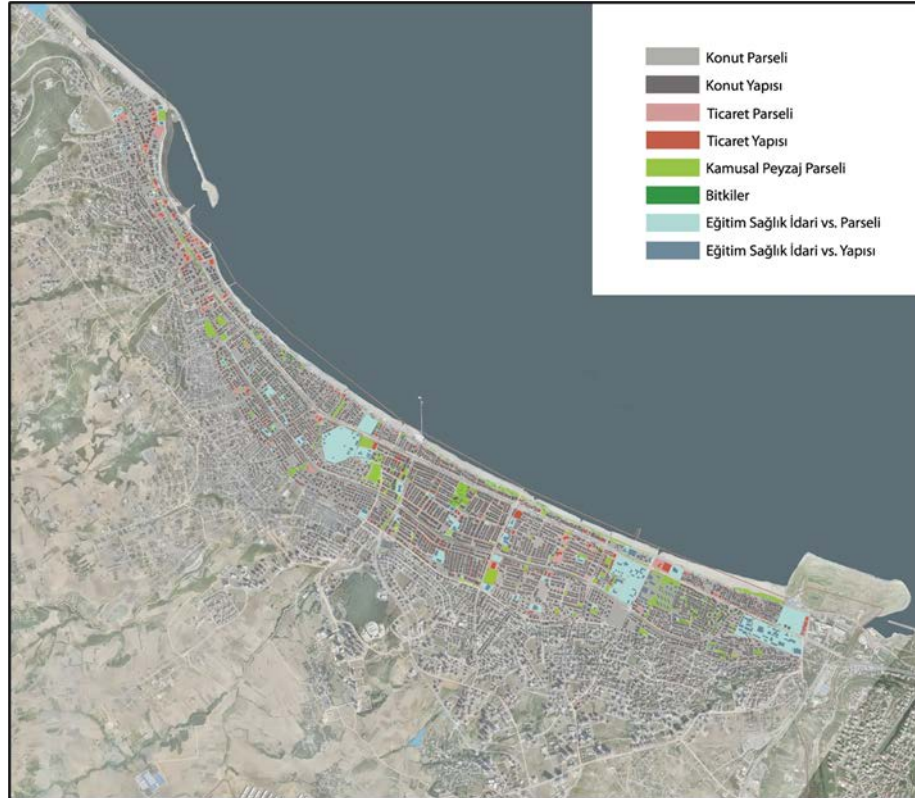 Konut Parseli
Konut Yapısı
Ticaret Parseli
Ticaret Yapısı
Kamusal Peyzaj Parseli
Bitkiler
Eğitim Sağlık İdari vs. Parseli
Eğitim Sağlık İdari vs. Yapısı